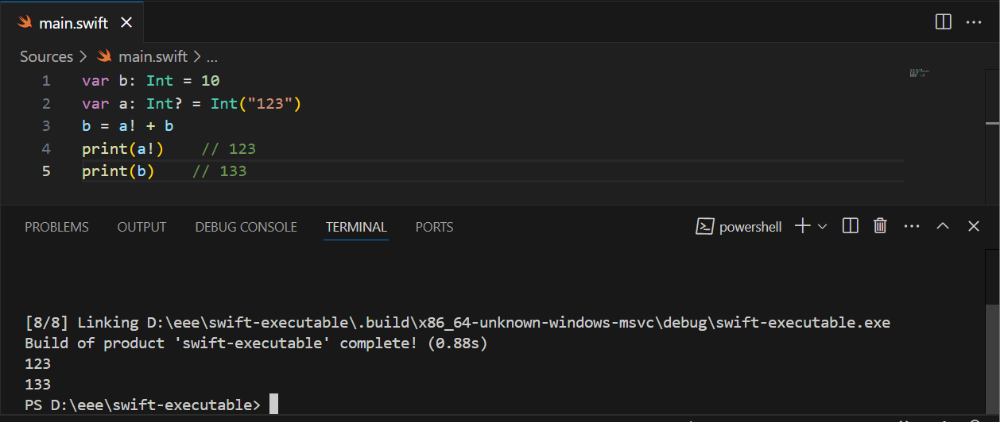 main.swift
Sources > main.swift > ...
1 var b: Int = 10
2 var a: Int? = Int("123")
3 b = a! + b
4 print(a!)    // 123
5 print(b)    // 133
PROBLEMS OUTPUT DEBUG CONSOLE TERMINAL PORTS powershell
[8/8] Linking D:\eee\swift-executable\.build\x86_64-unknown-windows-msvc\debug\swift-executable.exe
Build of product 'swift-executable' complete! (0.88s)
123
133
PS D:\eee\swift-executable>